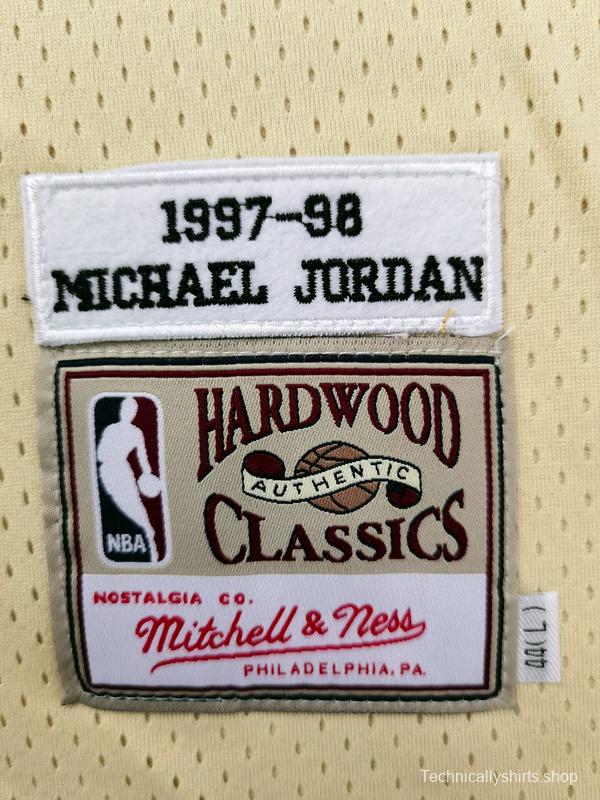 1997-98
MICHAEL JORDAN
HARDWOOD
AUTHENTIC
CLASSICS
NBA
NOSTALGIA CO.
Mitchell & Ness
PHILADELPHIA, PA.
44(L)
Technicallyshirts.shop